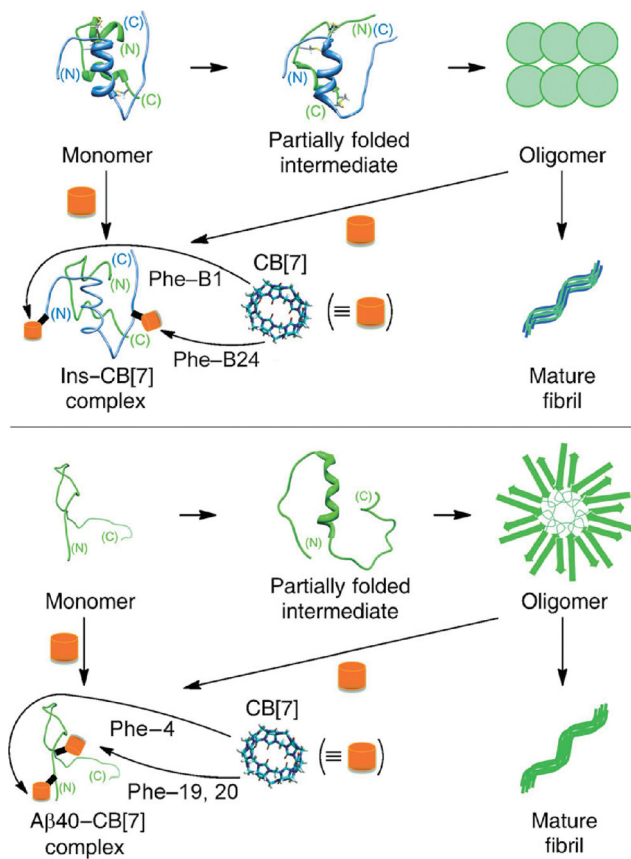 (C)
(N)
(N)
(C)
(N)
(C)
(N)
(C)
Monomer
Partially folded
intermediate
Oligomer
(C)
(N)
Phe–B1
CB[7]
(≡ )
(N)
(C)
Phe–B24
Ins–CB[7]
complex
Mature
fibril
(N)
(C)
(C)
(N)
Monomer
Partially folded
intermediate
Oligomer
Phe–4
CB[7]
(≡ )
(C)
(N)
Phe–19, 20
Aβ40–CB[7]
complex
Mature
fibril